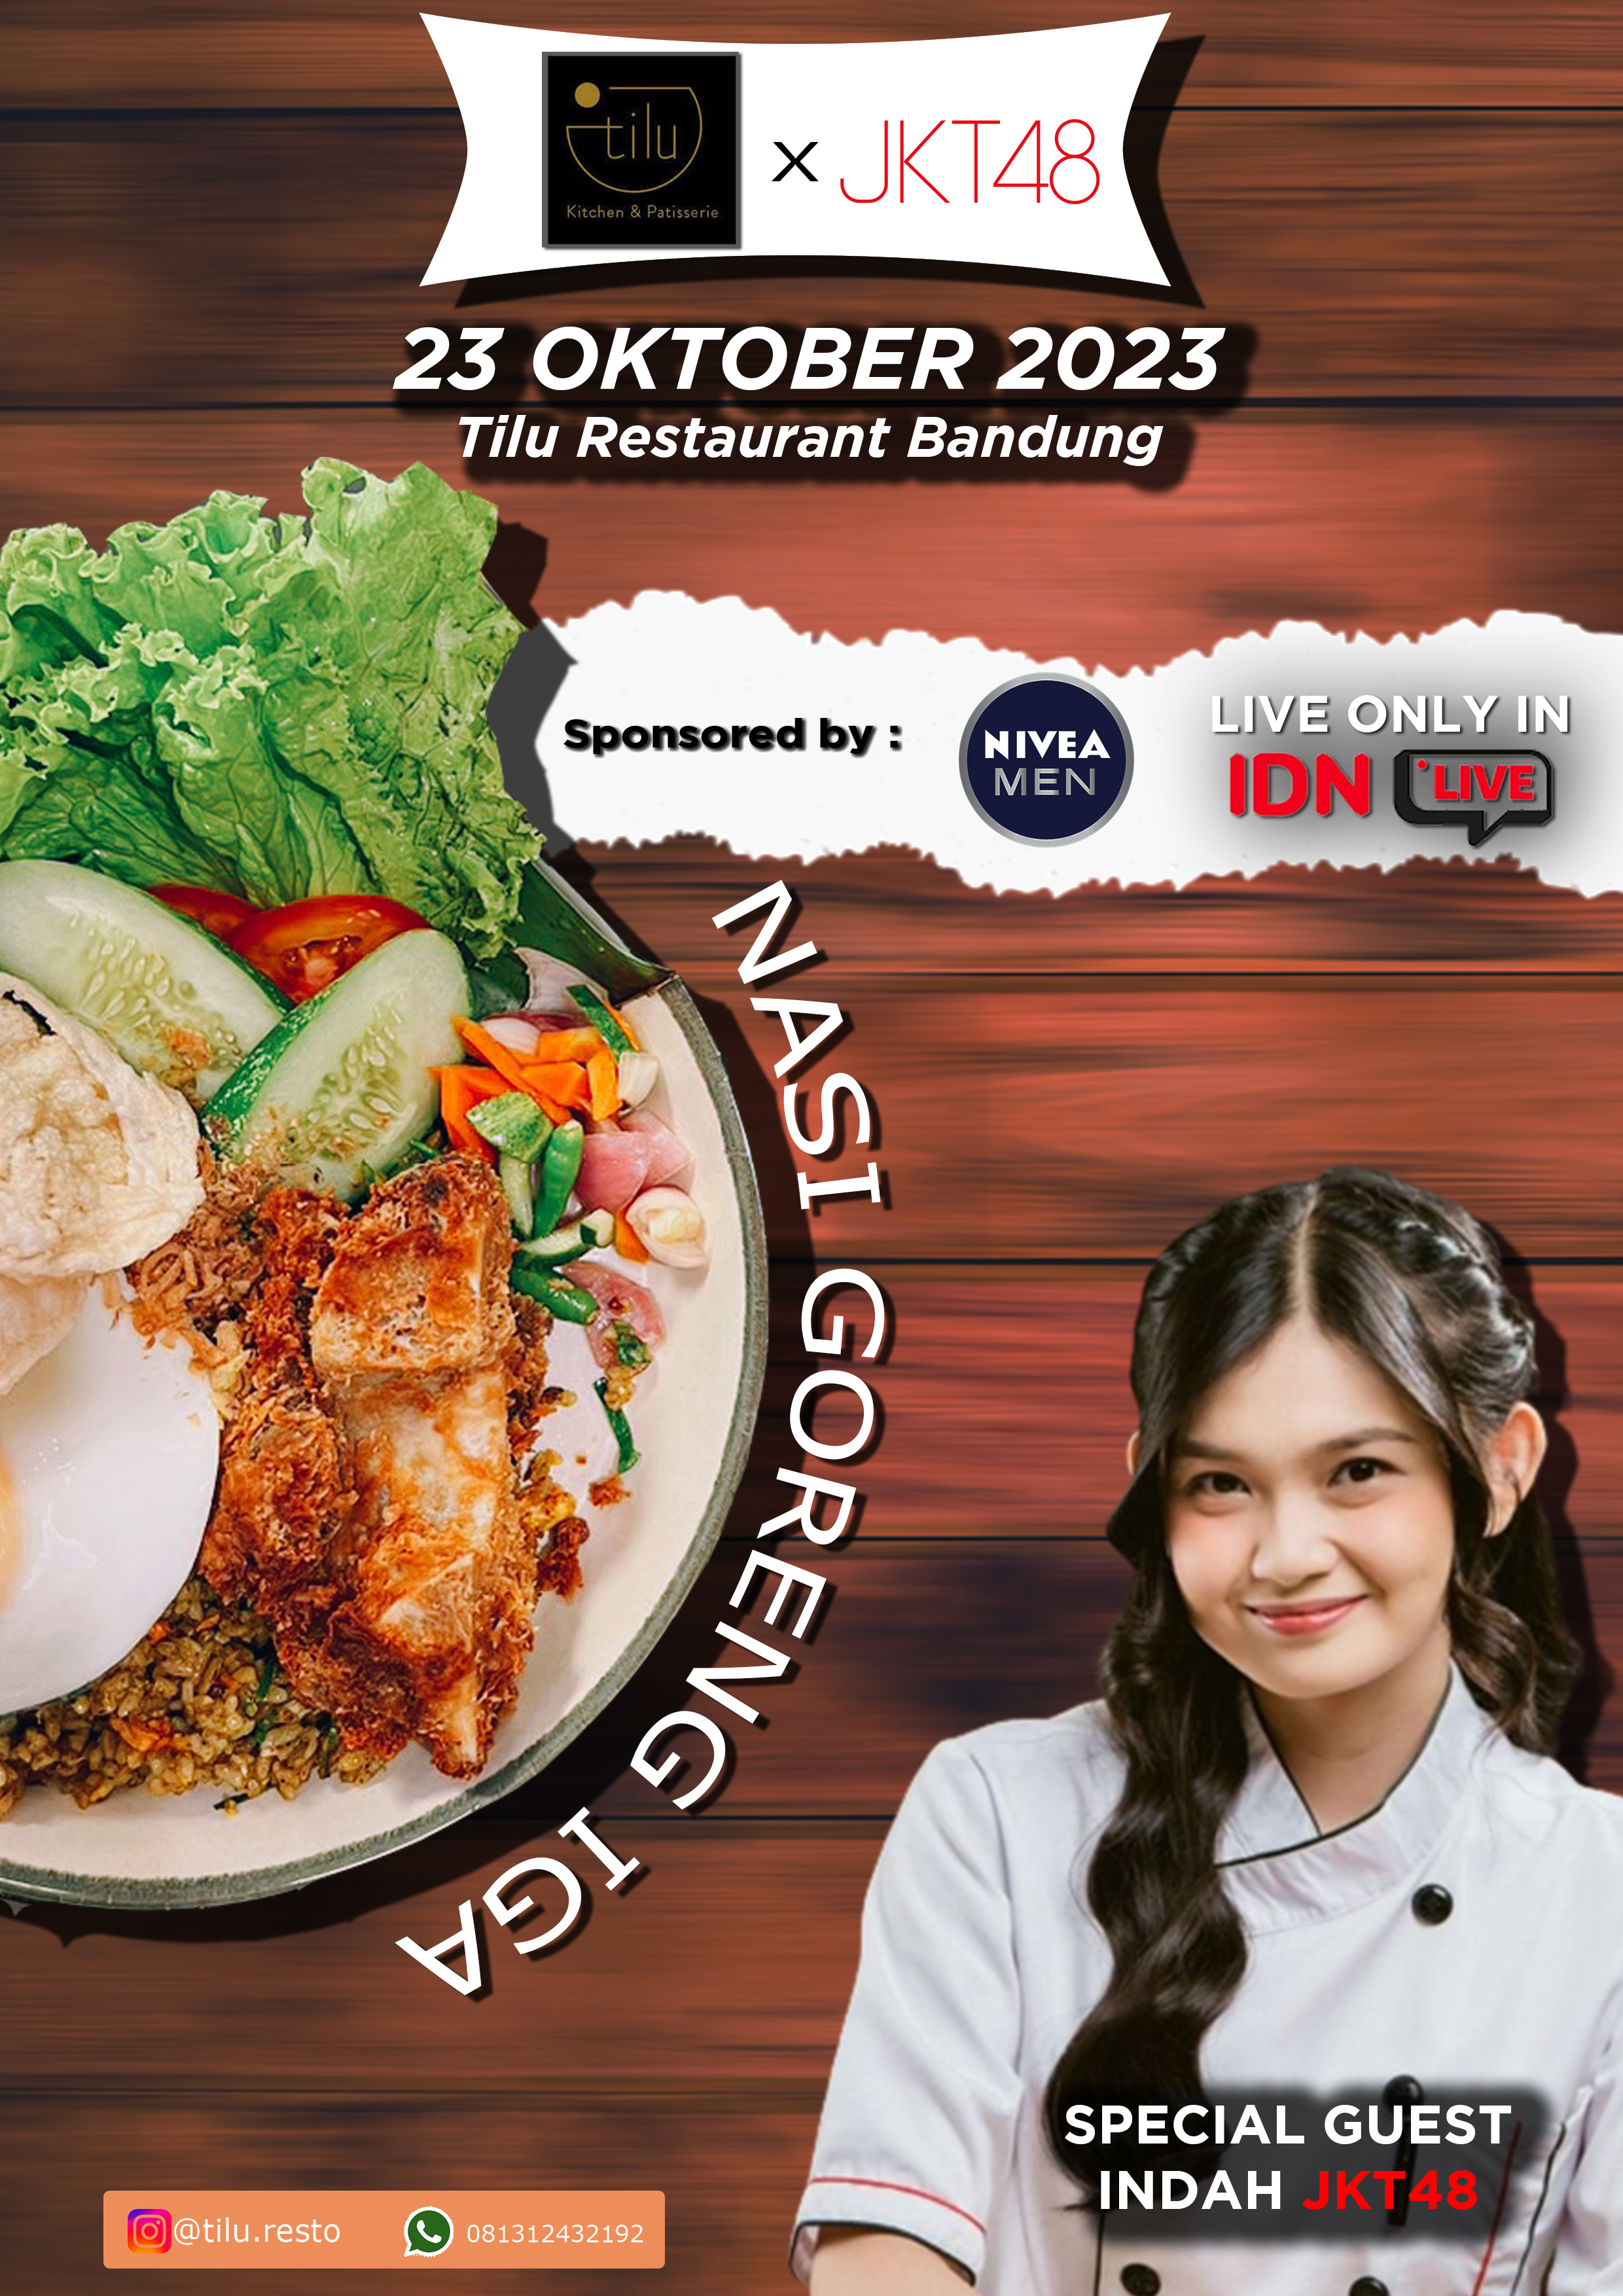 tilu
Kitchen & Patisserie
x JKT48
23 OKTOBER 2023
Tilu Restaurant Bandung
Sponsored by :
NIVEA
MEN
LIVE ONLY IN
IDN LIVE
NASI GORENG IGA
SPECIAL GUEST
INDAH JKT48
@tilu.resto 081312432192